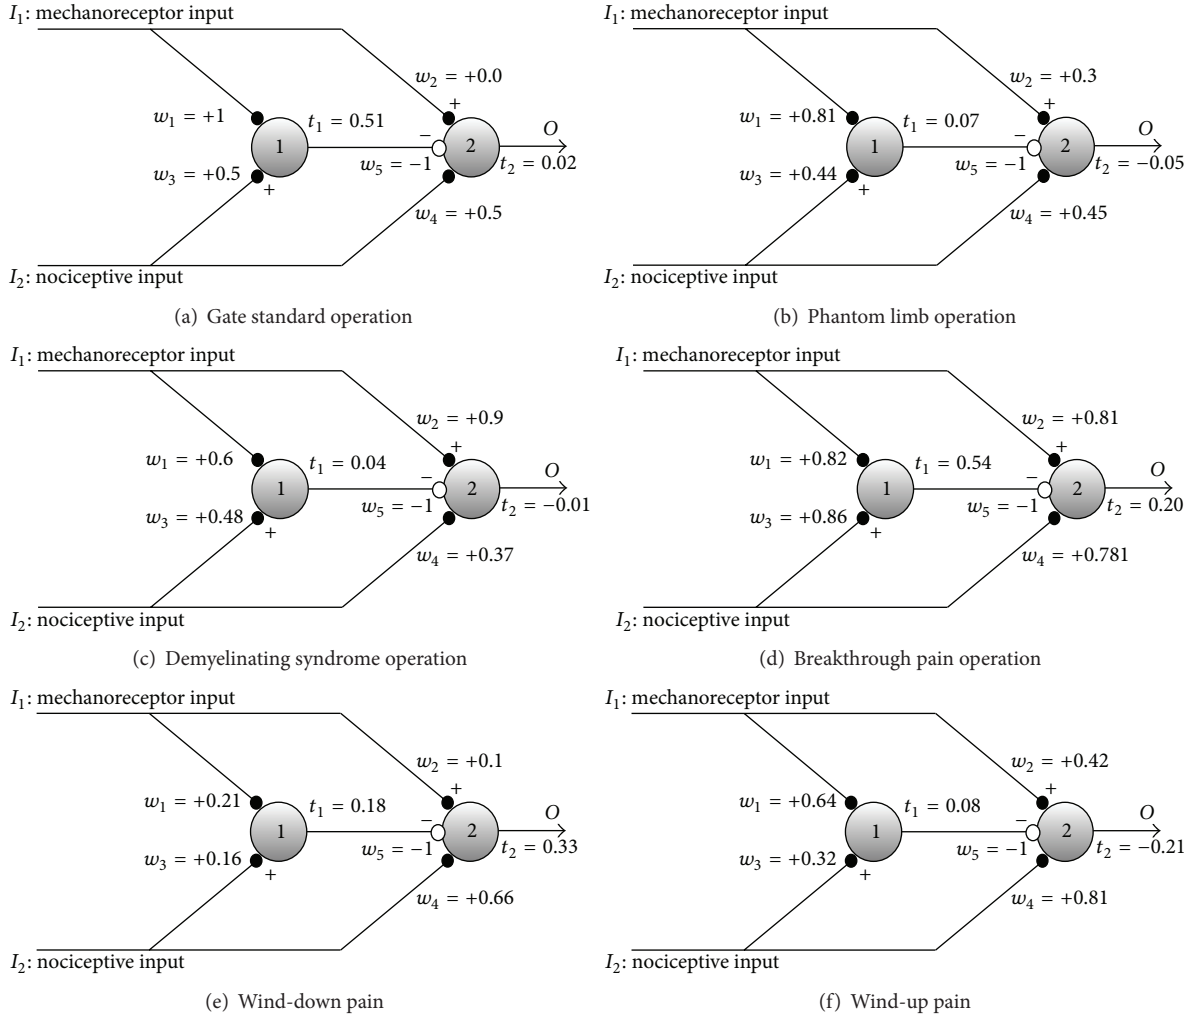 I₁: mechanoreceptor input
w₂ = +0.0
+
w₁ = +1
t₁ = 0.51
−
O
1
2
w₅ = −1
t₂ = 0.02
w₃ = +0.5
+
w₄ = +0.5
I₂: nociceptive input
(a) Gate standard operation
I₁: mechanoreceptor input
w₂ = +0.3
+
w₁ = +0.81
t₁ = 0.07
−
O
1
2
w₅ = −1
t₂ = −0.05
w₃ = +0.44
+
w₄ = +0.45
I₂: nociceptive input
(b) Phantom limb operation
I₁: mechanoreceptor input
w₂ = +0.9
+
w₁ = +0.6
t₁ = 0.04
−
O
1
2
w₅ = −1
t₂ = −0.01
w₃ = +0.48
+
w₄ = +0.37
I₂: nociceptive input
(c) Demyelinating syndrome operation
I₁: mechanoreceptor input
w₂ = +0.81
+
w₁ = +0.82
t₁ = 0.54
−
O
1
2
w₅ = −1
t₂ = 0.20
w₃ = +0.86
+
w₄ = +0.781
I₂: nociceptive input
(d) Breakthrough pain operation
I₁: mechanoreceptor input
w₂ = +0.1
+
w₁ = +0.21
t₁ = 0.18
−
O
1
2
w₅ = −1
t₂ = 0.33
w₃ = +0.16
+
w₄ = +0.66
I₂: nociceptive input
(e) Wind-down pain
I₁: mechanoreceptor input
w₂ = +0.42
+
w₁ = +0.64
t₁ = 0.08
−
O
1
2
w₅ = −1
t₂ = −0.21
w₃ = +0.32
+
w₄ = +0.81
I₂: nociceptive input
(f) Wind-up pain